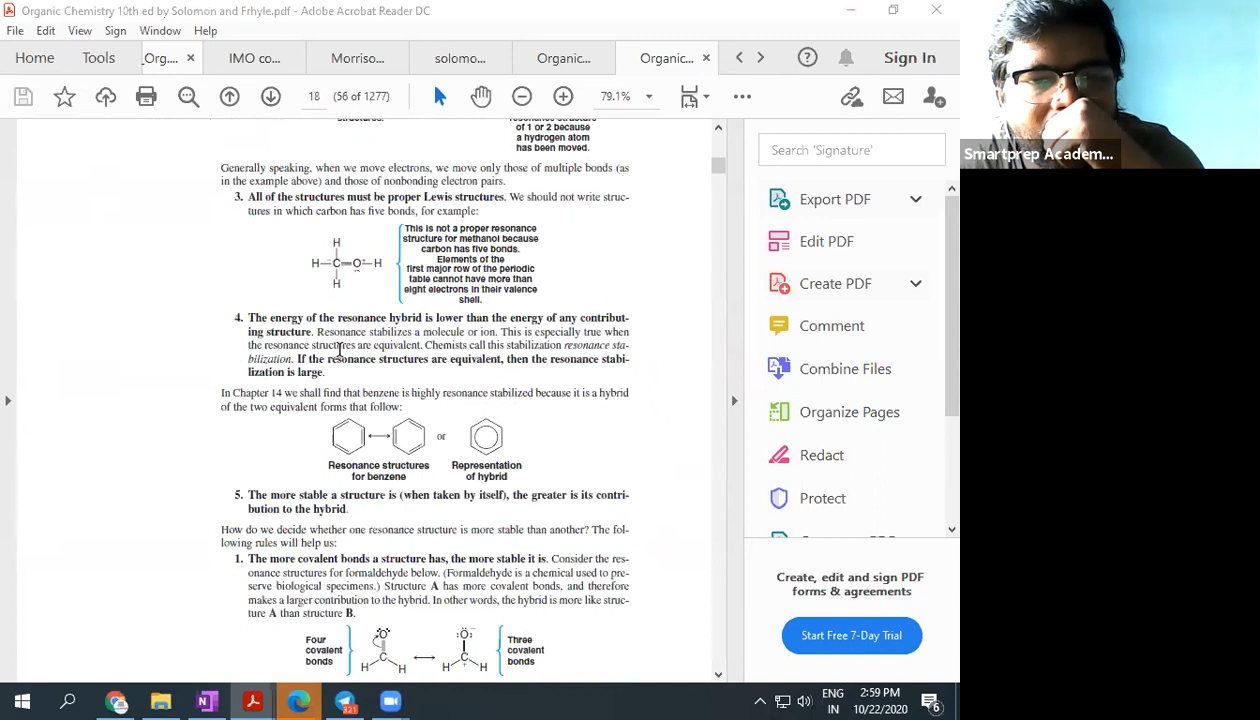 Organic Chemistry 10th ed by Solomon and Frhyle.pdf - Adobe Acrobat Reader DC
File Edit View Sign Window Help
Home Tools _Org.... × IMO co... Morriso... solomo... Organic... Organic... × Sign In
18 (56 of 1277) 79.1%
Smartprep Academ...
structures.
resonance structure
of 1 or 2 because
a hydrogen atom
has been moved.
Generally speaking, when we move electrons, we move only those of multiple bonds (as
in the example above) and those of nonbonding electron pairs.
3. All of the structures must be proper Lewis structures. We should not write struc-
tures in which carbon has five bonds, for example:
H
H—C=O—H
H
This is not a proper resonance
structure for methanol because
carbon has five bonds.
Elements of the
first major row of the periodic
table cannot have more than
eight electrons in their valence
shell.
4. The energy of the resonance hybrid is lower than the energy of any contribut-
ing structure. Resonance stabilizes a molecule or ion. This is especially true when
the resonance structures are equivalent. Chemists call this stabilization resonance sta-
bilization. If the resonance structures are equivalent, then the resonance stabi-
lization is large.
In Chapter 14 we shall find that benzene is highly resonance stabilized because it is a hybrid
of the two equivalent forms that follow:
or
Resonance structures
for benzene
Representation
of hybrid
5. The more stable a structure is (when taken by itself), the greater is its contri-
bution to the hybrid.
How do we decide whether one resonance structure is more stable than another? The fol-
lowing rules will help us:
1. The more covalent bonds a structure has, the more stable it is. Consider the res-
onance structures for formaldehyde below. (Formaldehyde is a chemical used to pre-
serve biological specimens.) Structure A has more covalent bonds, and therefore
makes a larger contribution to the hybrid. In other words, the hybrid is more like struc-
ture A than structure B.
Four
covalent
bonds
O
C
H H
:O:
C
H H
Three
covalent
bonds
Search 'Signature'
Export PDF
Edit PDF
Create PDF
Comment
Combine Files
Organize Pages
Redact
Protect
Create, edit and sign PDF
forms & agreements
Start Free 7-Day Trial
321
ENG
IN
2:59 PM
10/22/2020
6